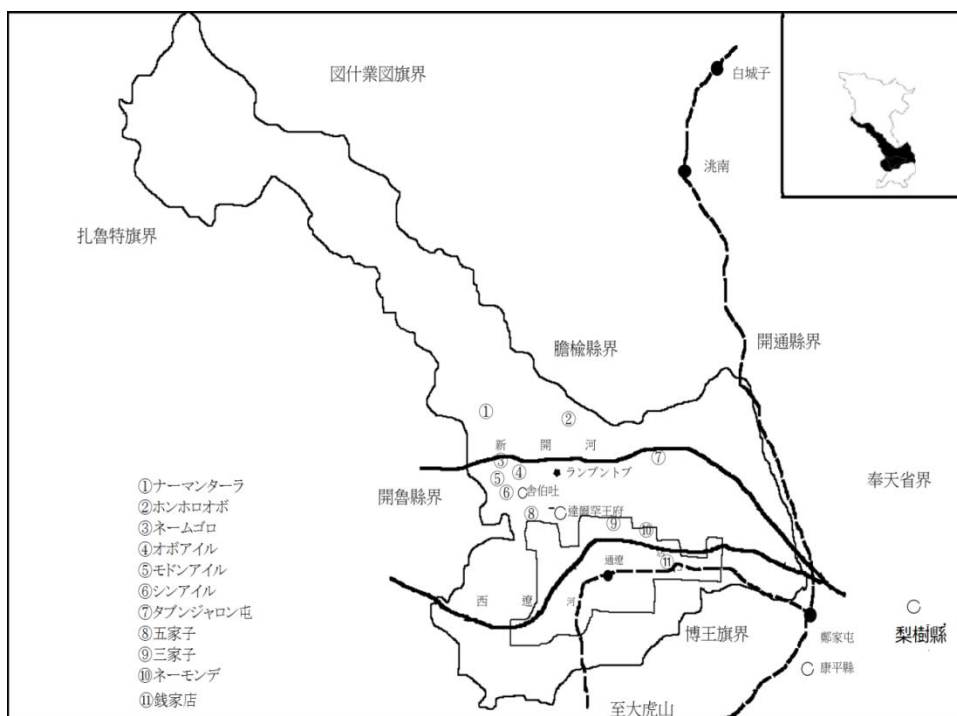 図什業図旗界
白城子
洮南
扎魯特旗界
膽楡縣界
開通縣界
①
②
新開河
③
④
⑤
⑥
⑦
ランブントブ
舎伯吐
開魯縣界
奉天省界
⑧
達爾罕王府
⑨
⑩
通遼
⑪
西遼河
博王旗界
鄭家屯
梨樹縣
康平縣
至大虎山
①ナーマンターラ
②ホンホロオボ
③ネームゴロ
④オボアイル
⑤モドンアイル
⑥シンアイル
⑦タブンジャロン屯
⑧五家子
⑨三家子
⑩ネーモンデ
⑪銭家店